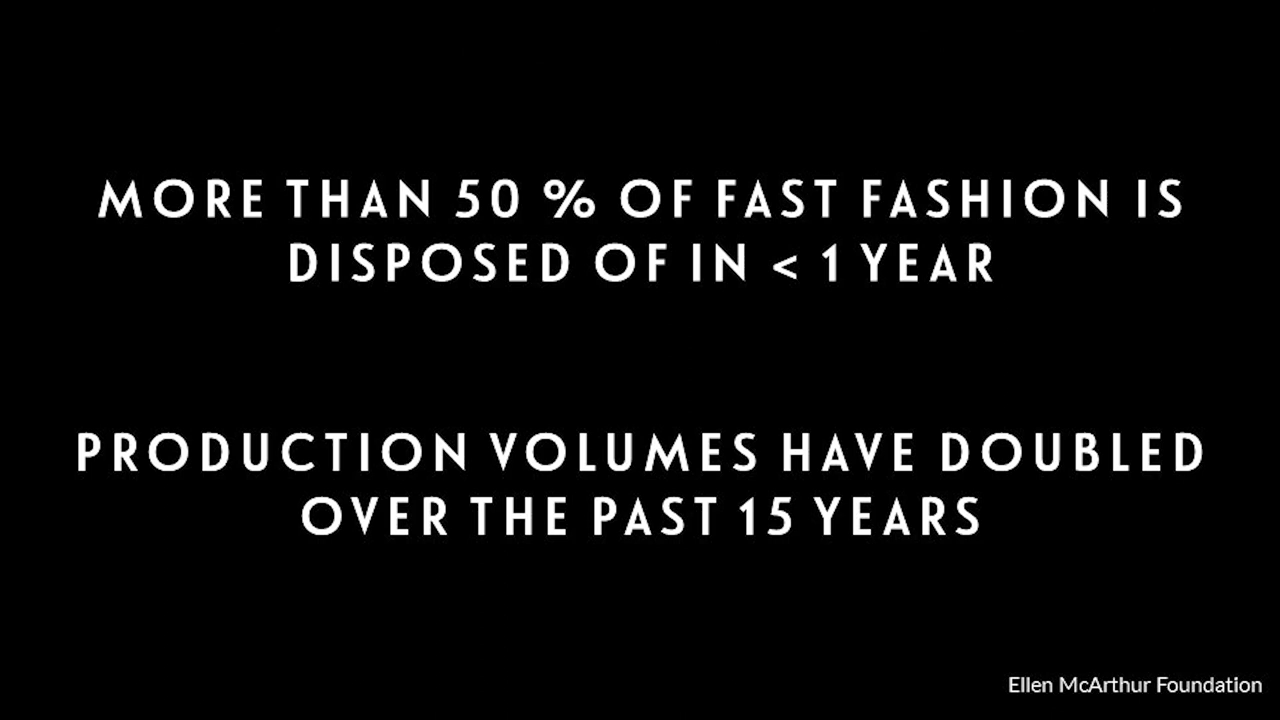 MORE THAN 50 % OF FAST FASHION IS
DISPOSED OF IN < 1 YEAR
PRODUCTION VOLUMES HAVE DOUBLED
OVER THE PAST 15 YEARS
Ellen McArthur Foundation